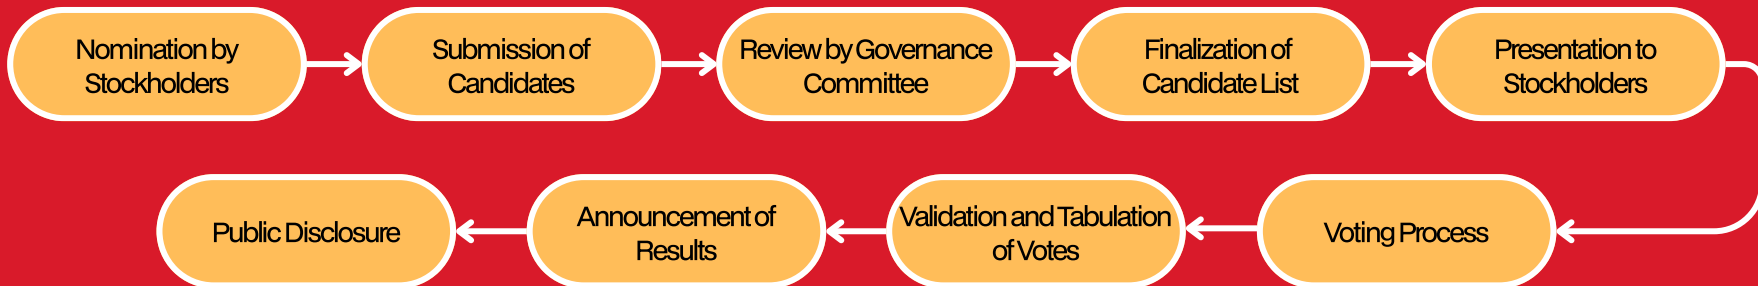 Nomination by
Stockholders
Submission of
Candidates
Review by Governance
Committee
Finalization of
Candidate List
Presentation to
Stockholders
Voting Process
Validation and Tabulation
of Votes
Announcement of
Results
Public Disclosure